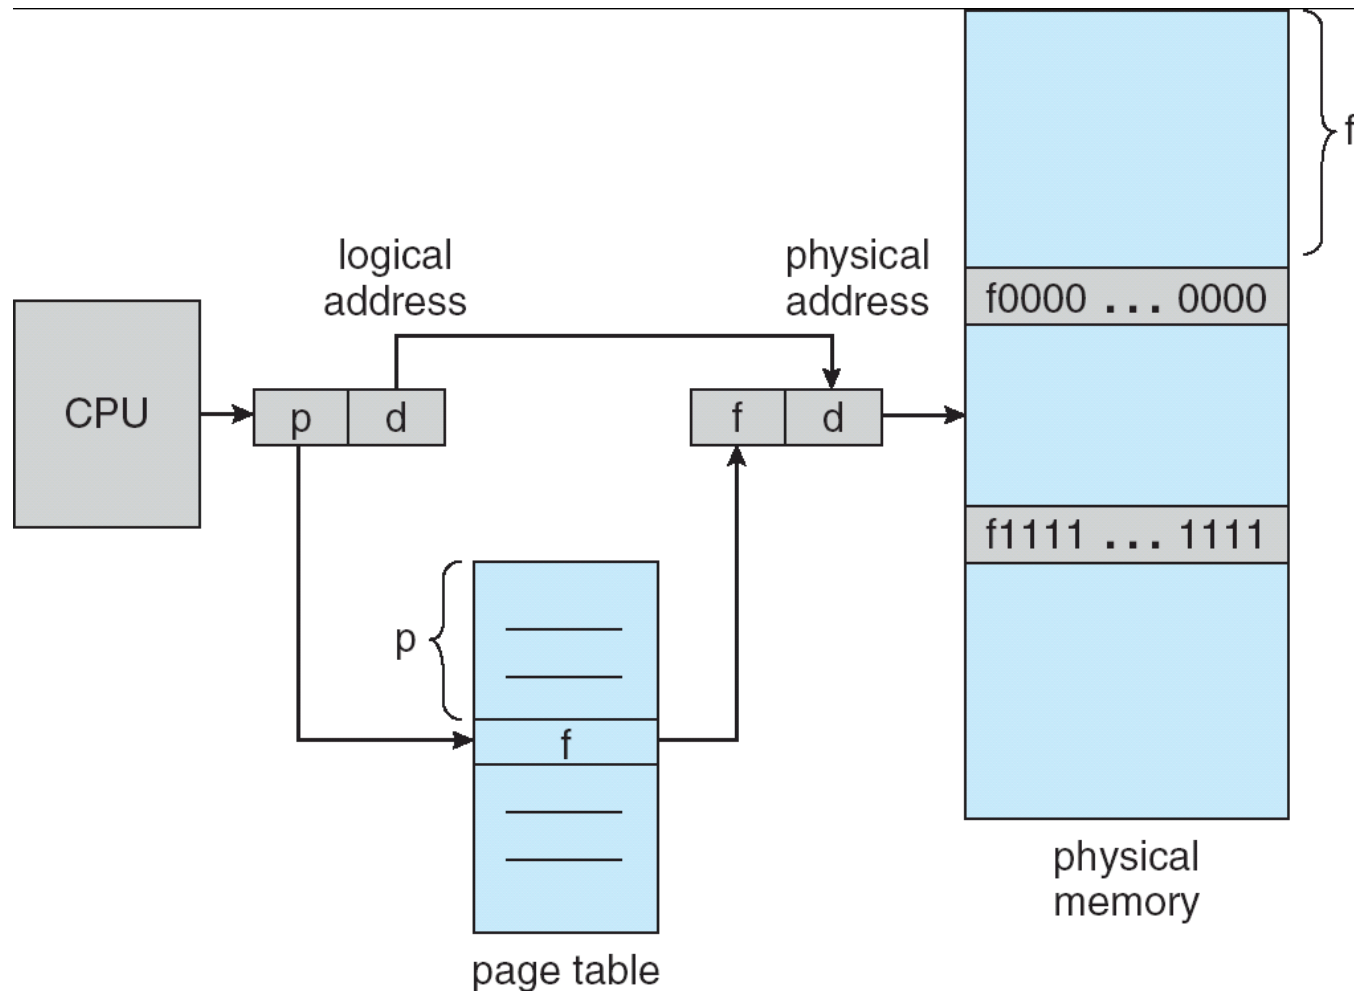 f
logical
address
physical
address
f0000 ... 0000
CPU
p d
f d
f1111 ... 1111
p
f
physical
memory
page table